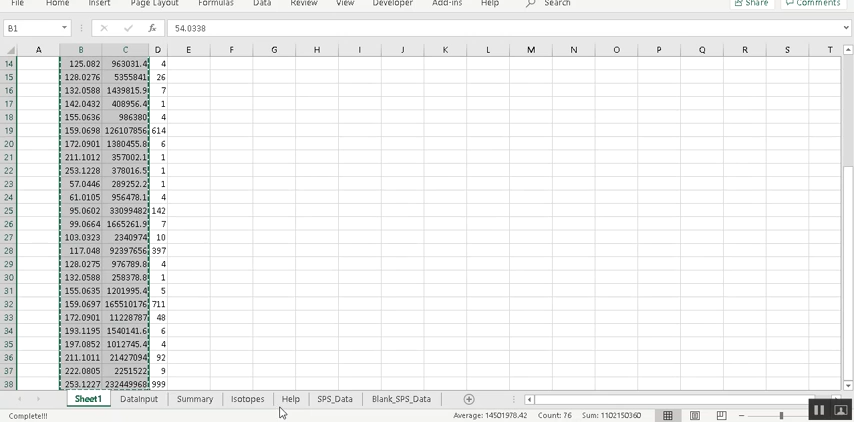 File Home Insert Page Layout Formulas Data Review View Developer Add-ins Help Search Share Comments
B1 fx 54.0338
A B C D E F G H I J K L M N O P Q R S T
14 125.082 963031.4 4
15 128.0276 5355841 26
16 132.0588 1439815.9 7
17 142.0432 408956.4 1
18 155.0636 986380 4
19 159.0698 126107856 614
20 172.0901 1380455.8 6
21 211.1012 357002.1 1
22 253.1228 378016.5 1
23 57.0446 289252.2 1
24 61.0105 956478.1 4
25 95.0602 33099482 142
26 99.0664 1665261.9 7
27 103.0323 2340974 10
28 117.048 92397656 397
29 128.0275 976789.8 4
30 132.0588 258378.8 1
31 155.0635 1201995.4 5
32 159.0697 165510176 711
33 172.0901 11228787 48
34 193.1195 1540141.6 6
35 197.0852 1012745.4 4
36 211.1011 21427094 92
37 222.0805 2251522 9
38 253.1227 232449968 999
Sheet1 DataInput Summary Isotopes Help SPS_Data Blank_SPS_Data
Complete!!! Average: 14501978.42 Count: 76 Sum: 1102150360